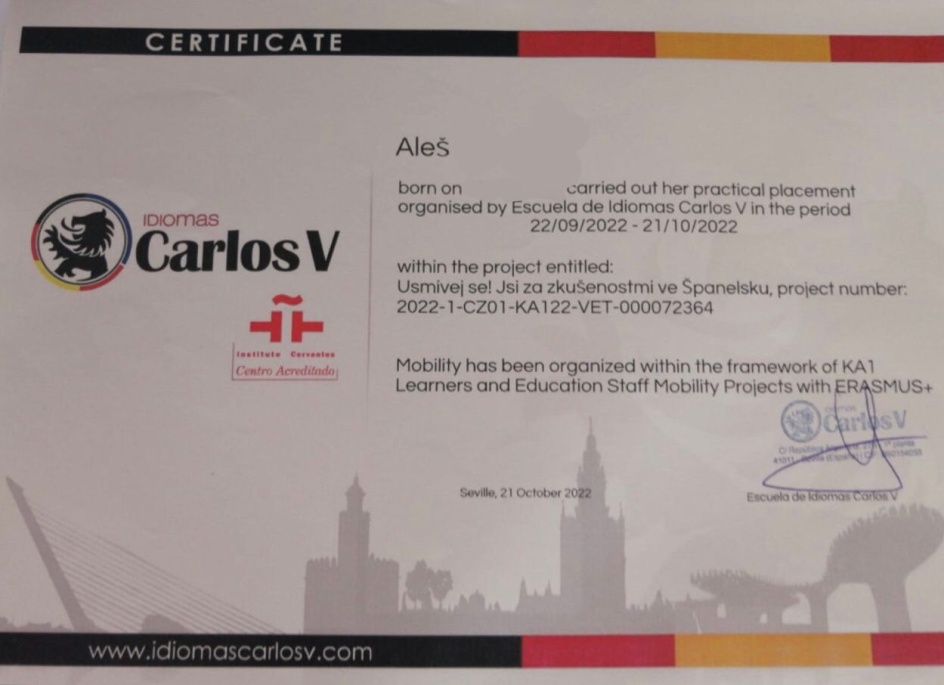 CERTIFICATE
Aleš
born on carried out her practical placement
organised by Escuela de Idiomas Carlos V in the period
22/09/2022 - 21/10/2022
within the project entitled:
Usmívej se! Jsi za zkušenostmi ve Španelsku, project number:
2022-1-CZ01-KA122-VET-000072364
Mobility has been organized within the framework of KA1
Learners and Education Staff Mobility Projects with ERASMUS+
IDIOMAS
Carlos V
Instituto Cervantes
Centro Acreditado
IDIOMAS
Carlos V
C/ República
41011
Seville, 21 October 2022
Escuela de Idiomas Carlos V
www.idiomascarlosv.com